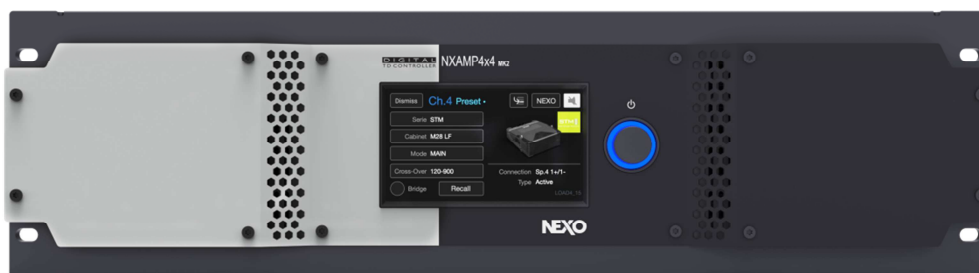 DIGITAL
TD CONTROLLER
NXAMP4x4 MK2
Dismiss
Ch.4 Preset
NEXO
Serie STM
Cabinet M28 LF
Mode MAIN
Cross-Over 120-900
Bridge
Recall
Connection Sp.4 1+/1-
Type Active
NEXO